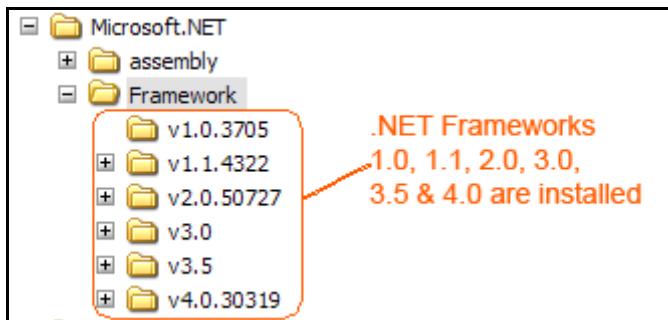 Microsoft.NET
assembly
Framework
v1.0.3705
v1.1.4322
v2.0.50727
v3.0
v3.5
v4.0.30319
.NET Frameworks
1.0, 1.1, 2.0, 3.0,
3.5 & 4.0 are installed